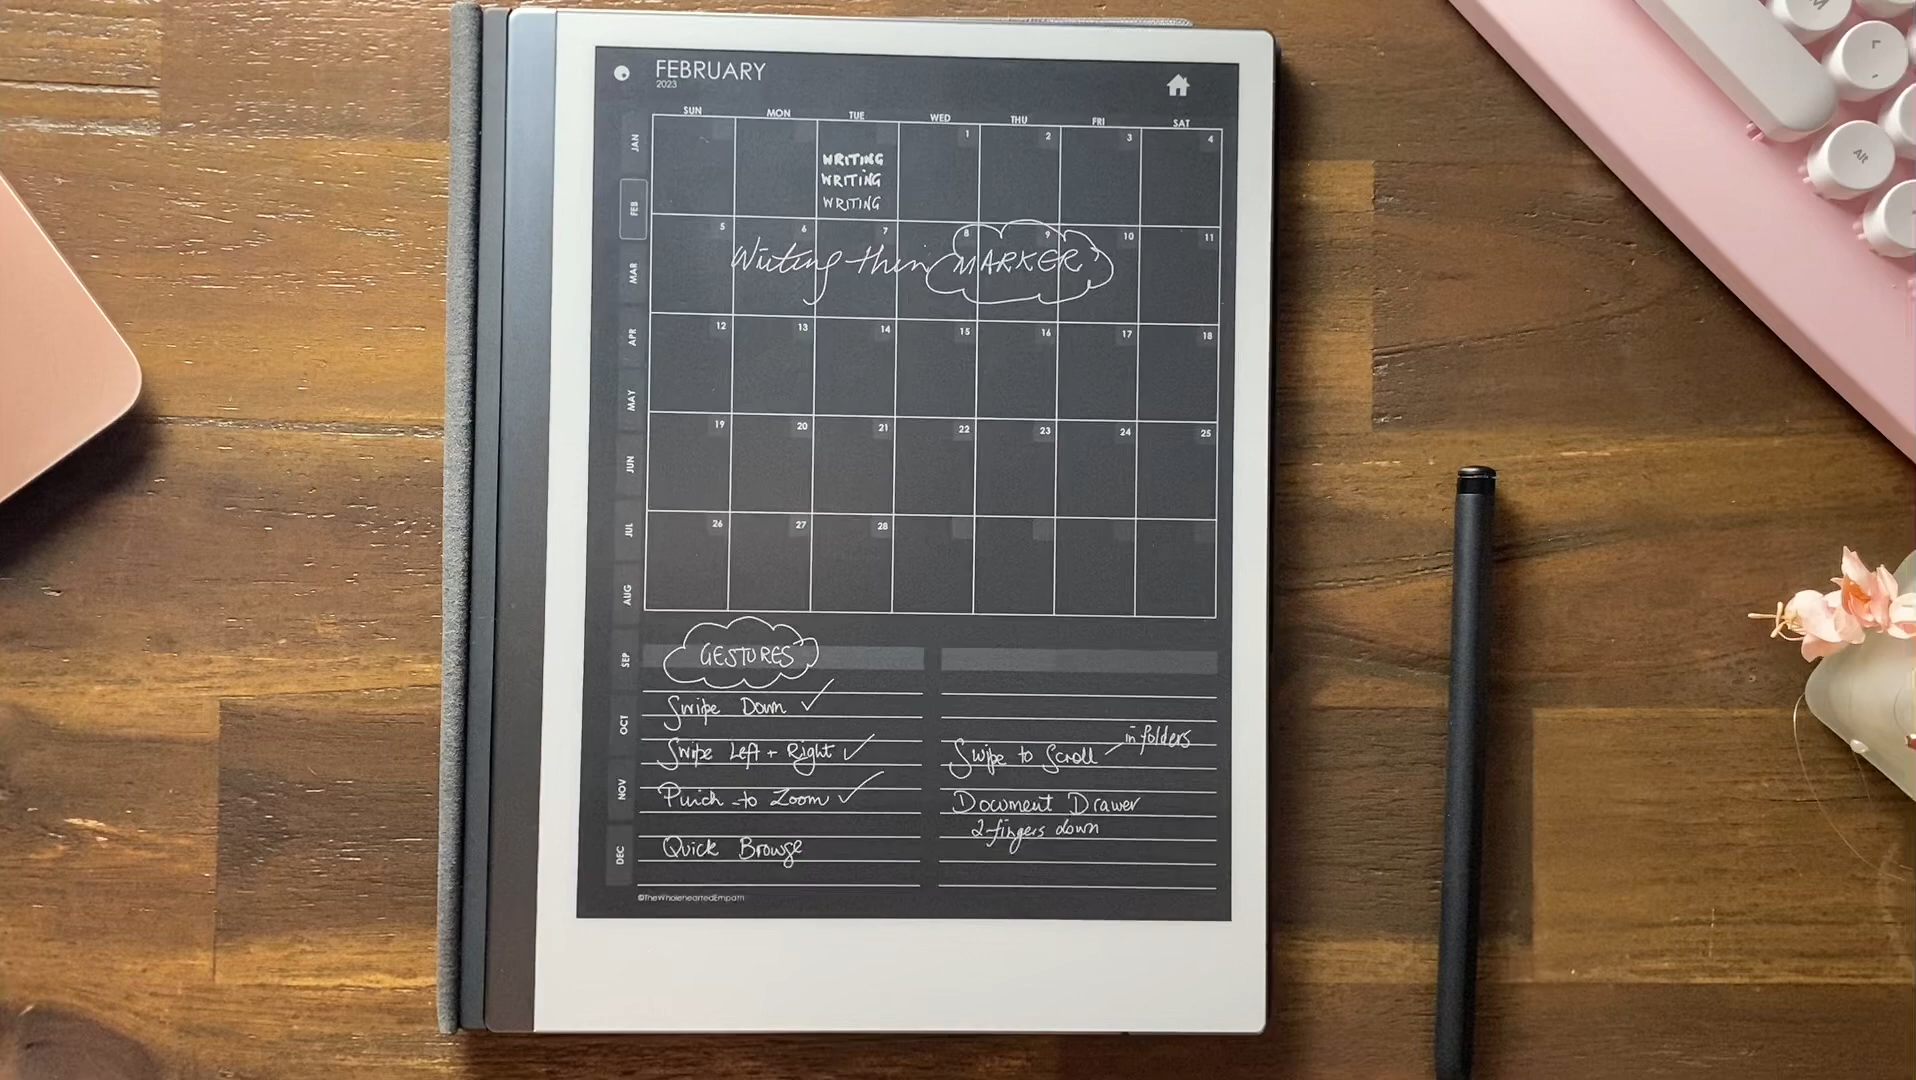 FEBRUARY
2023
SUN MON TUE WED THU FRI SAT
1 2 3 4
WRITING
WRITING
WRITING
5 6 7 8 9 10 11
Writing thin MARKER
12 13 14 15 16 17 18
19 20 21 22 23 24 25
26 27 28
JAN
FEB
MAR
APR
MAY
JUN
JUL
AUG
SEP
OCT
NOV
DEC
GESTURES
Swipe Down ✓
Swipe Left + Right ✓
Pinch to Zoom ✓
Quick Browse
in folders
Swipe to Scroll
Document Drawer
2 fingers down
©TheWholeheartedEmpath
M
L
Alt